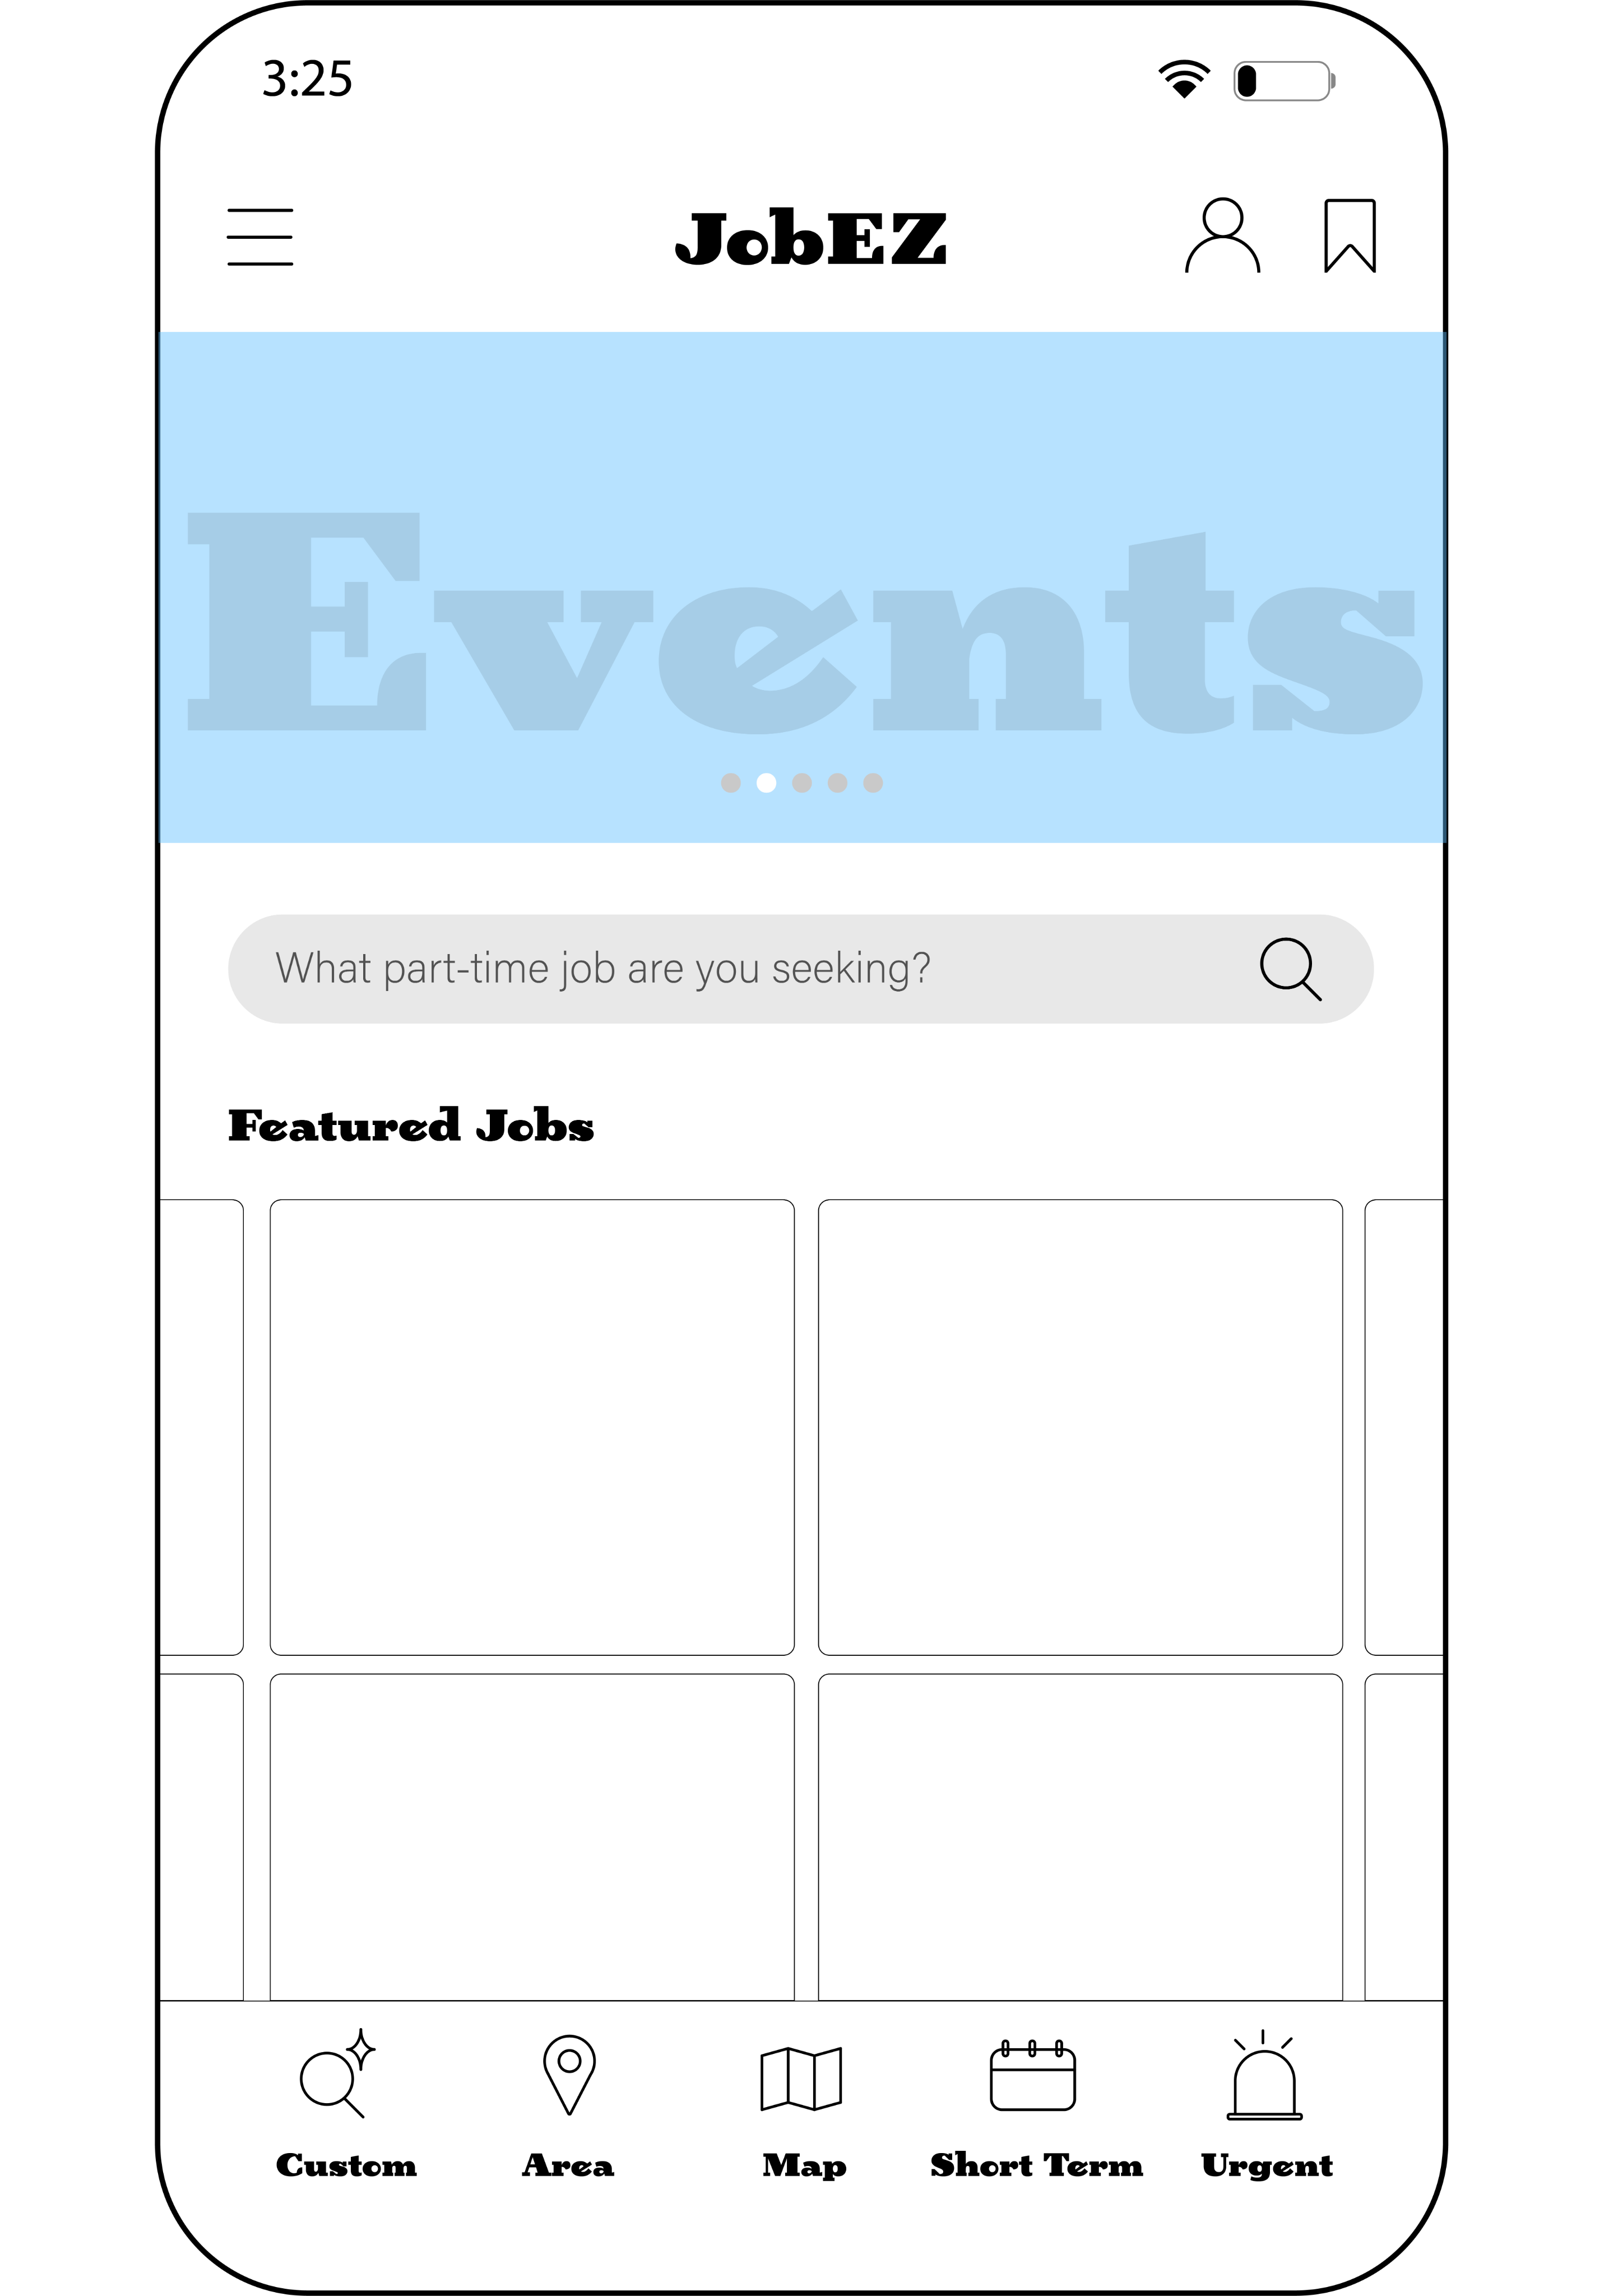 3:25
JobEZ
Events
What part-time job are you seeking?
Featured Jobs
Custom Area Map Short Term Urgent